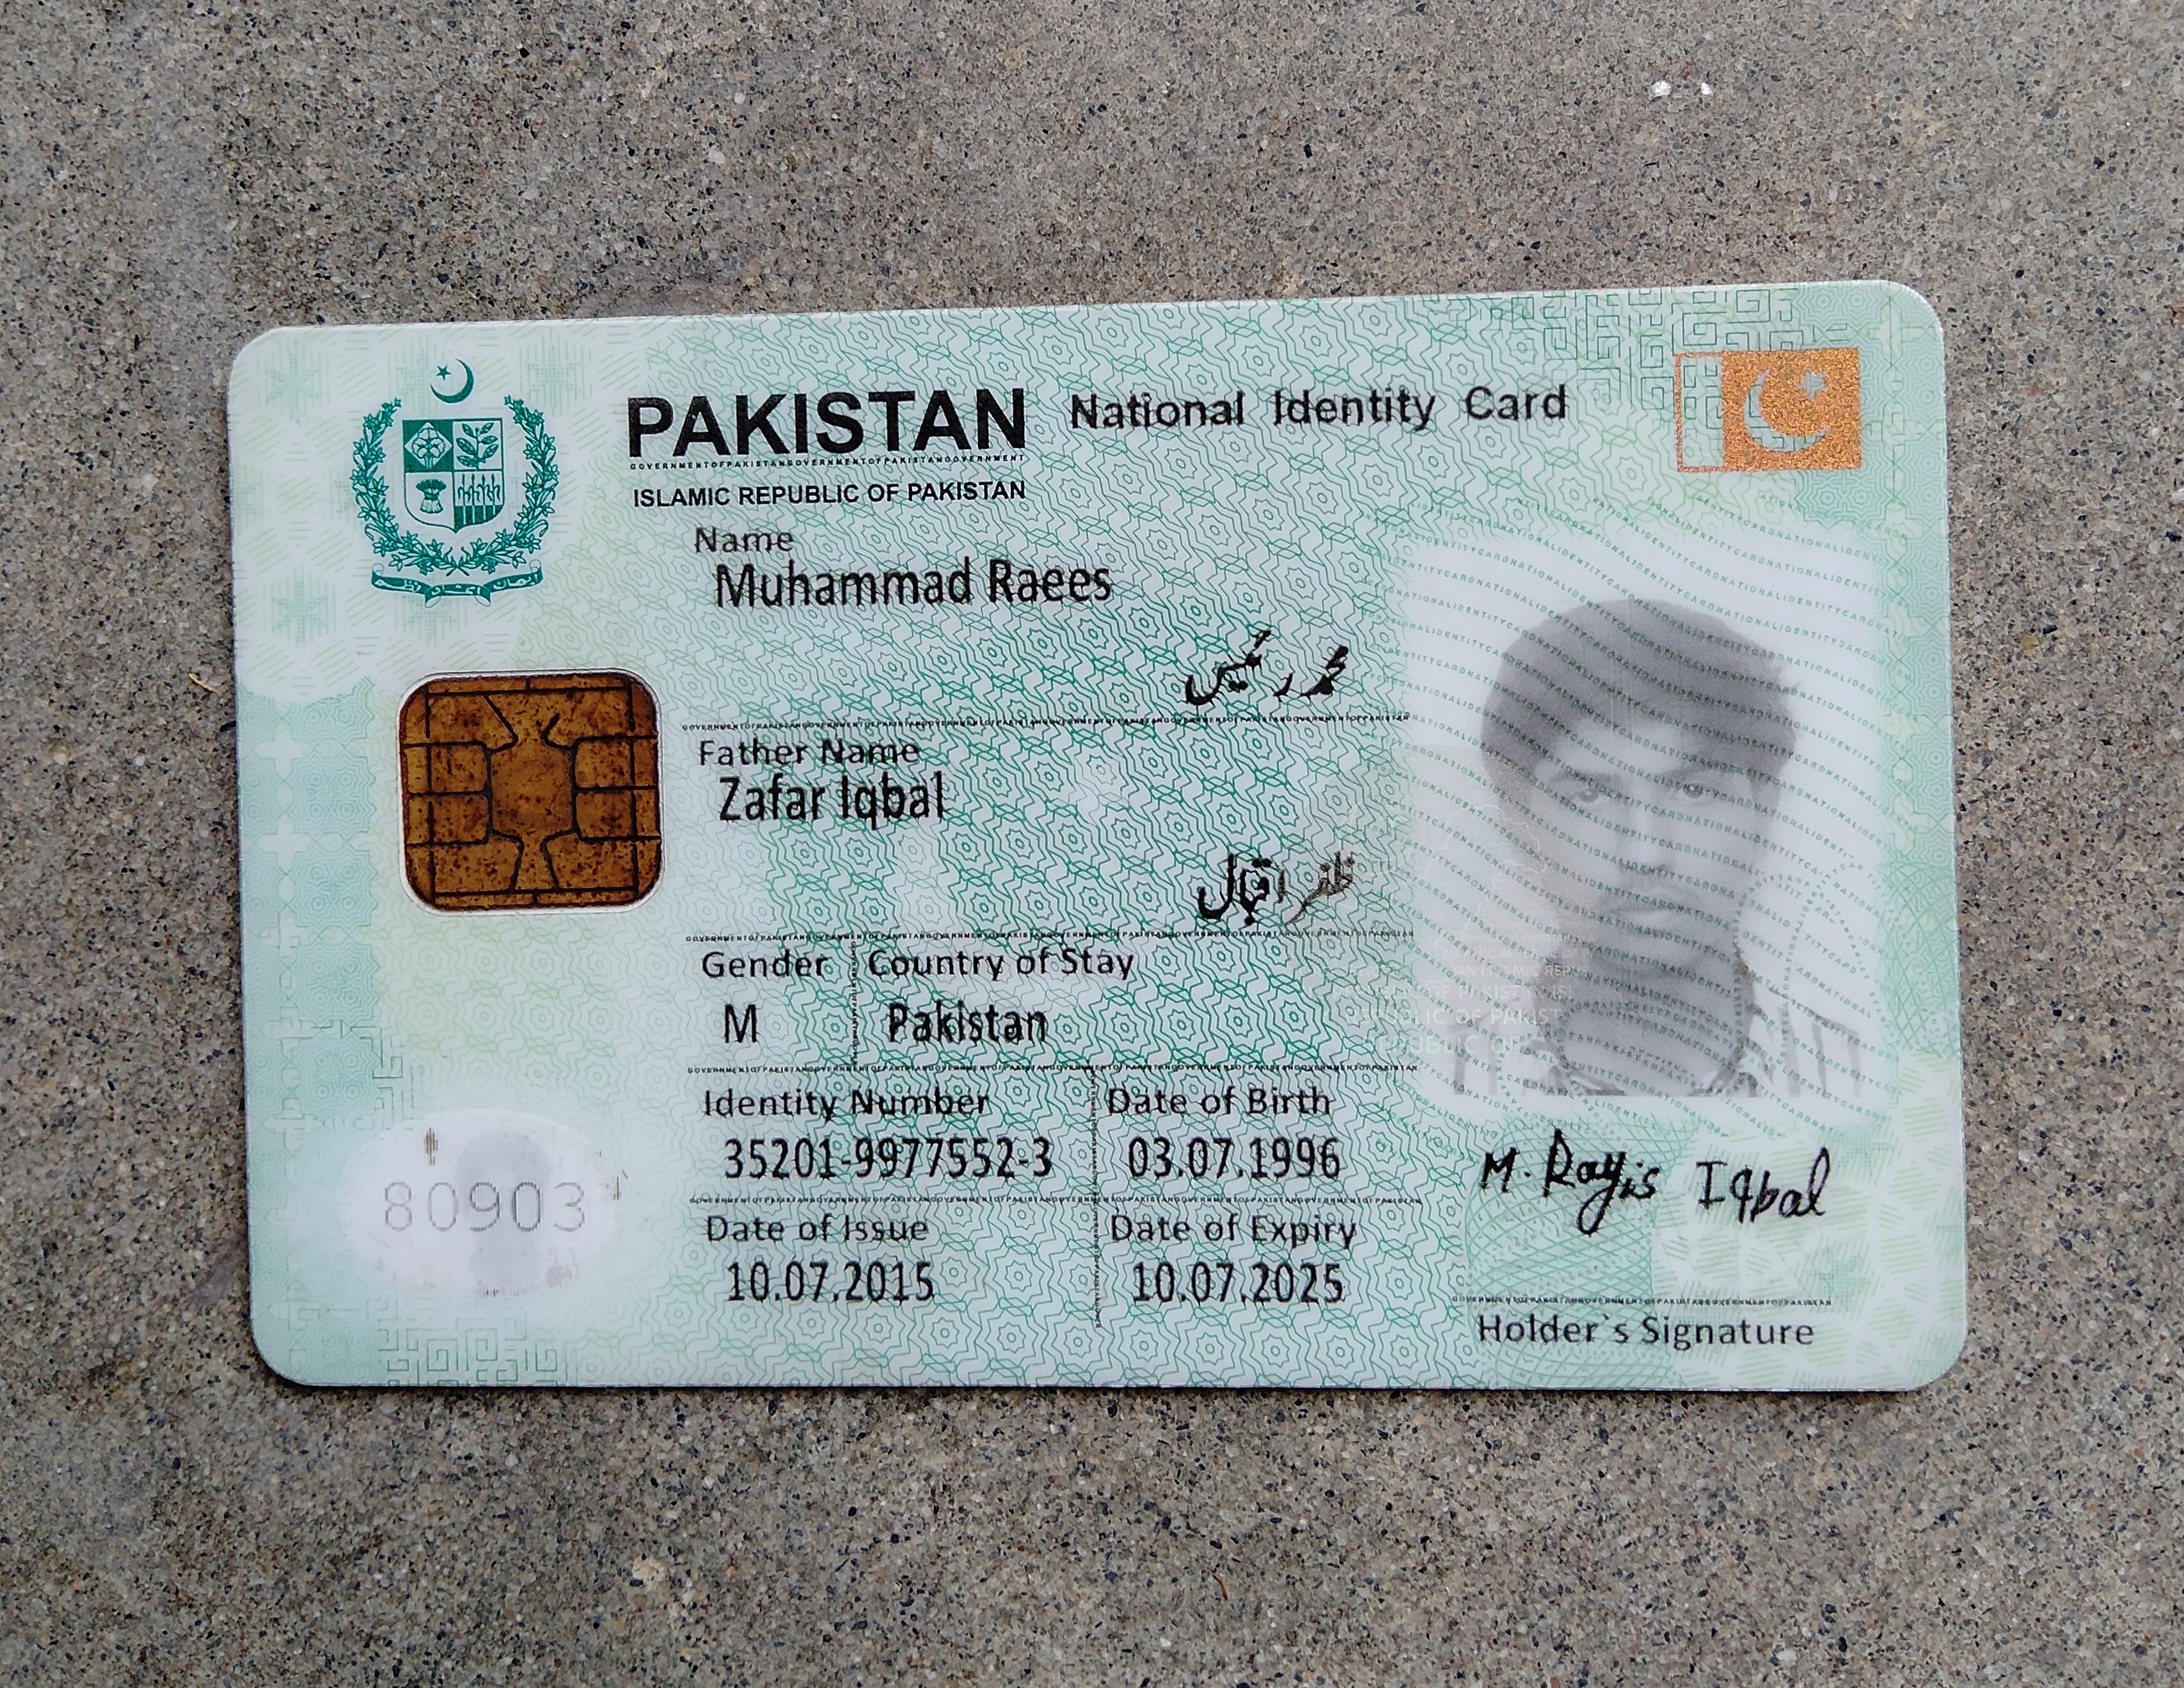 PAKISTAN National Identity Card
ISLAMIC REPUBLIC OF PAKISTAN
Name
Muhammad Raees
محمد رئیس
Father Name
Zafar Iqbal
ظفر اقبال
Gender Country of Stay
M Pakistan
Identity Number Date of Birth
35201-9977552-3 03.07.1996
Date of Issue Date of Expiry
10.07.2015 10.07.2025
80903
M. Rayis Iqbal
Holder`s Signature